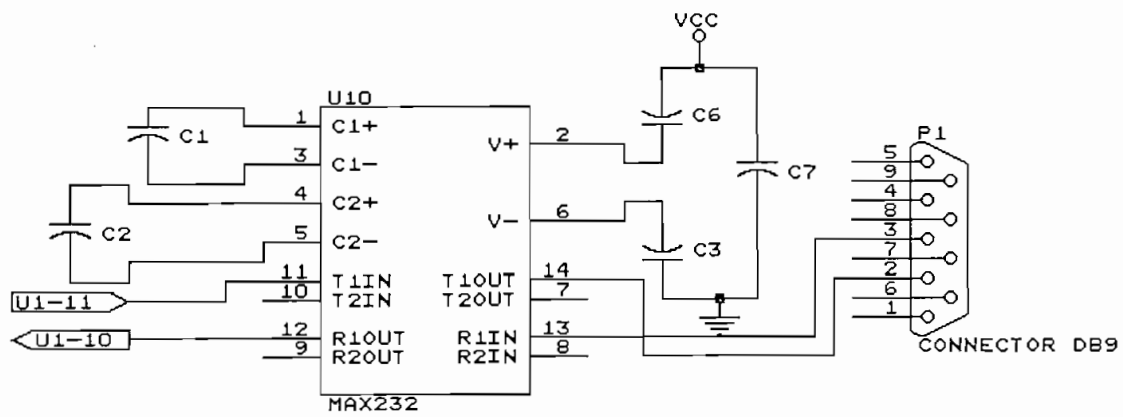 VCC
U10
1 C1+
C1
3 C1-
4 C2+
C2
5 C2-
11 T1IN
U1-11
10 T2IN
12 R1OUT
U1-10
9 R2OUT
V+ 2
C6
C7
V- 6
C3
T1OUT 14
T2OUT 7
R1IN 13
R2IN 8
MAX232
P1
5
9
4
8
3
7
2
6
1
CONNECTOR DB9